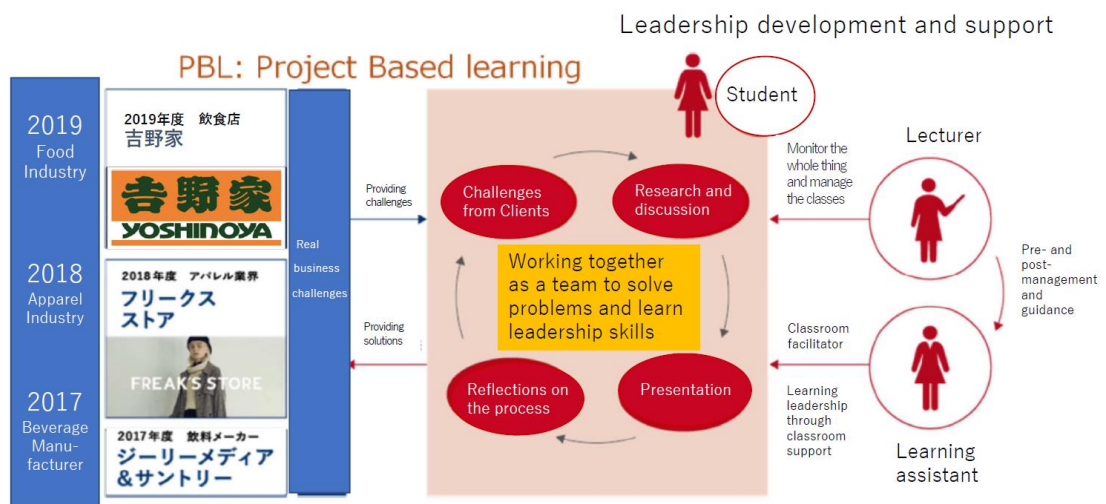 Leadership development and support
PBL: Project Based learning
2019
Food
Industry
2019年度 飲食店
吉野家
吉野家
YOSHINOYA
2018
Apparel
Industry
2018年度 アパレル業界
フリークス
ストア
FREAK'S STORE
2017
Beverage
Manu-
facturer
2017年度 飲料メーカー
ジーリーメディア
&サントリー
Real
business
challenges
Providing
challenges
Providing
solutions
Student
Challenges
from Clients
Research and
discussion
Working together
as a team to solve
problems and learn
leadership skills
Reflections on
the process
Presentation
Monitor the
whole thing
and manage
the classes
Lecturer
Pre- and
post-
management
and
guidance
Classroom
facilitator
Learning
leadership
through
classroom
support
Learning
assistant